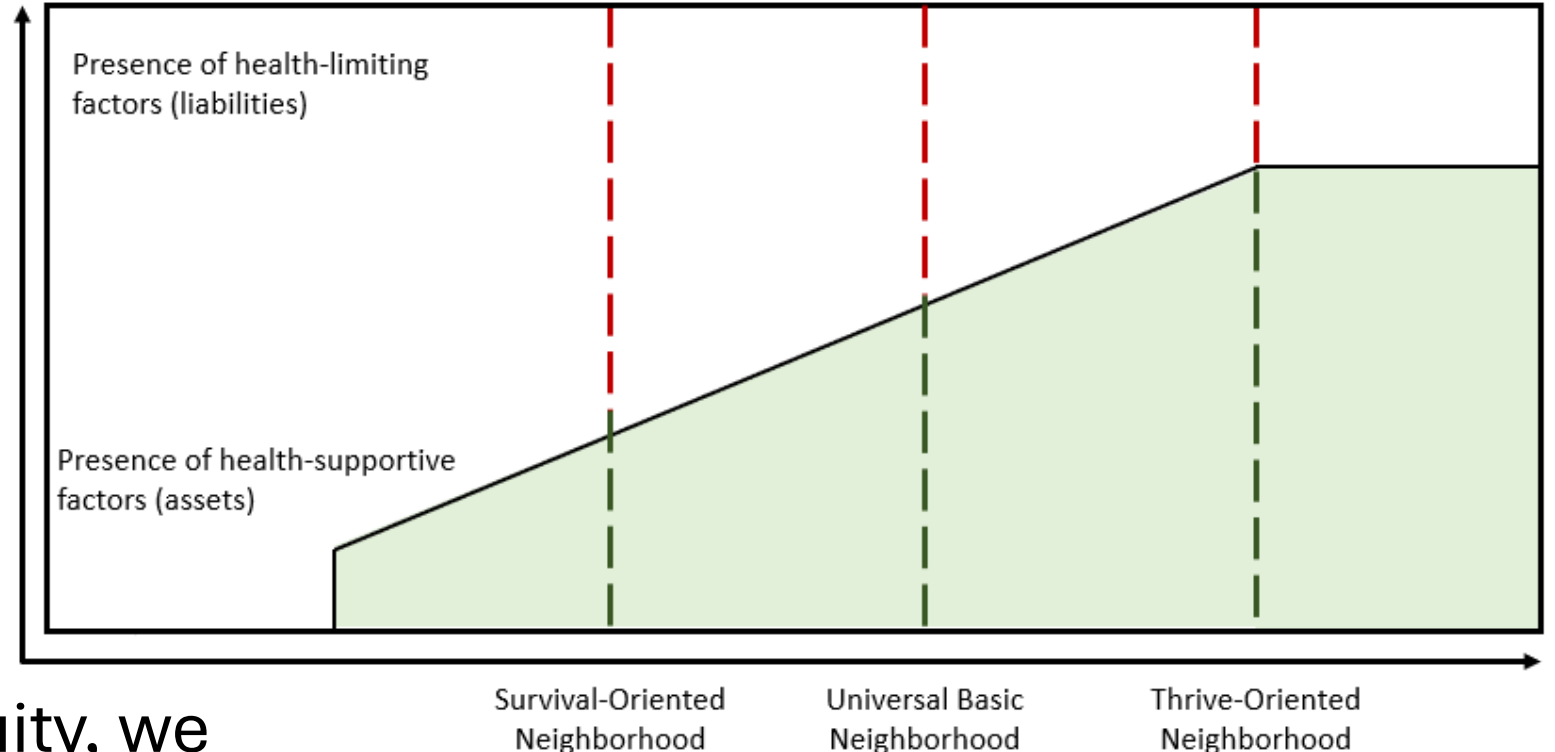 Presence of health-limiting
factors (liabilities)
Presence of health-supportive
factors (assets)
Survival-Oriented
Neighborhood
Universal Basic
Neighborhood
Thrive-Oriented
Neighborhood
we